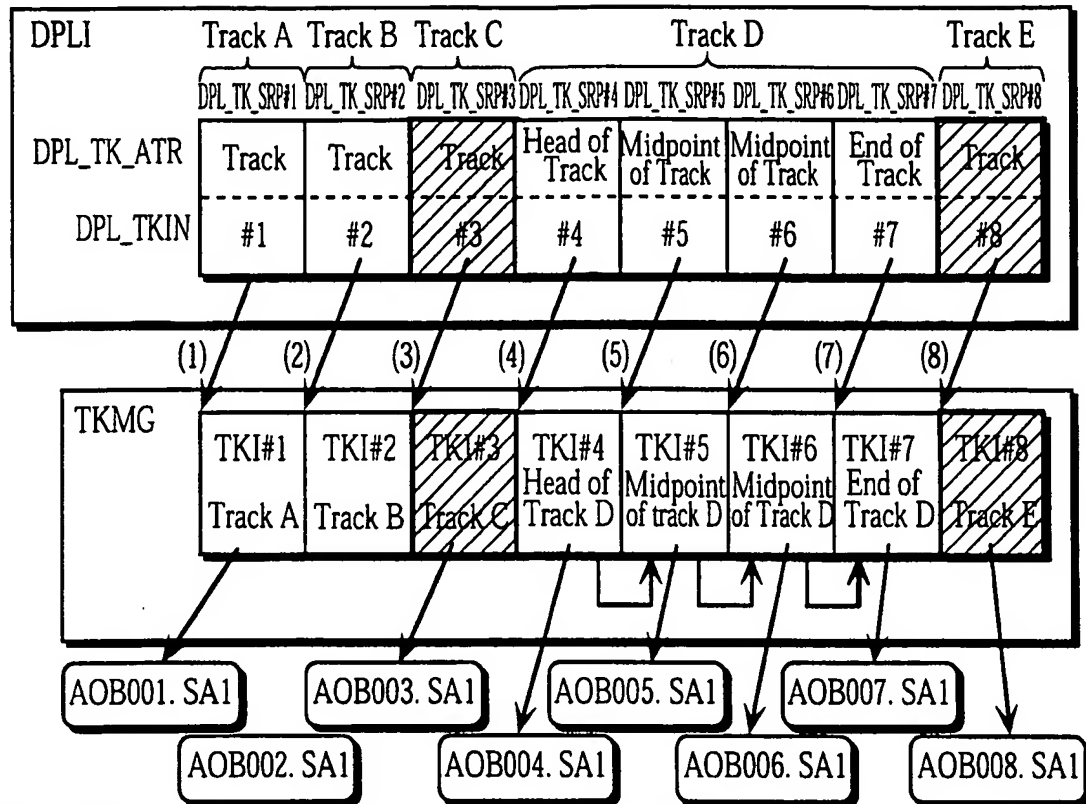 DPLI
Track A Track B Track C Track D Track E
DPL_TK_SRP#1 DPL_TK_SRP#2 DPL_TK_SRP#3 DPL_TK_SRP#4 DPL_TK_SRP#5 DPL_TK_SRP#6 DPL_TK_SRP#7 DPL_TK_SRP#8
DPL_TK_ATR
Track
Track
Track
Head of
Track
Midpoint
of Track
Midpoint
of Track
End of
Track
Track
DPL_TKIN
#1 #2 #3 #4 #5 #6 #7 #8
(1) (2) (3) (4) (5) (6) (7) (8)
TKMG
TKI#1
Track A
TKI#2
Track B
TKI#3
Track C
TKI#4
Head of
Track D
TKI#5
Midpoint
of track D
TKI#6
Midpoint
of Track D
TKI#7
End of
Track D
TKI#8
Track E
AOB001. SA1 AOB003. SA1 AOB005. SA1 AOB007. SA1
AOB002. SA1 AOB004. SA1 AOB006. SA1 AOB008. SA1